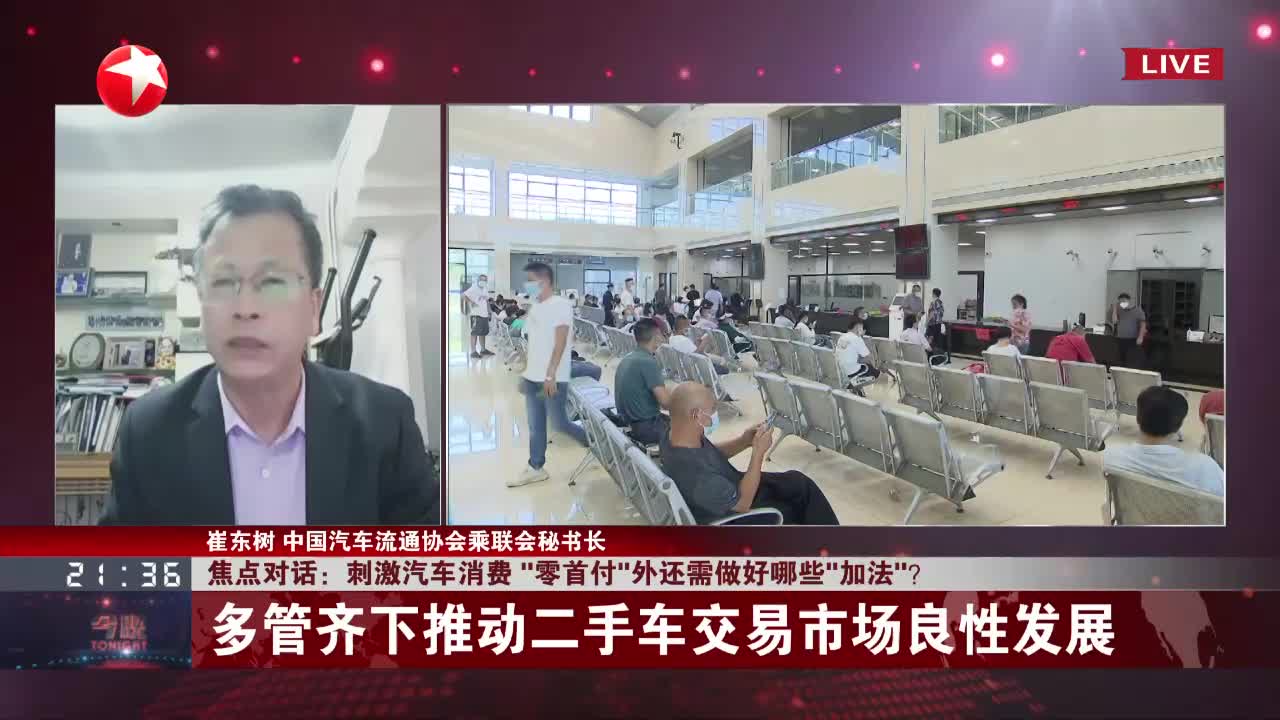 LIVE
崔东树 中国汽车流通协会乘联会秘书长
21:36
焦点对话：刺激汽车消费 "零首付"外还需做好哪些"加法"？
今晚
TONIGHT
多管齐下推动二手车交易市场良性发展